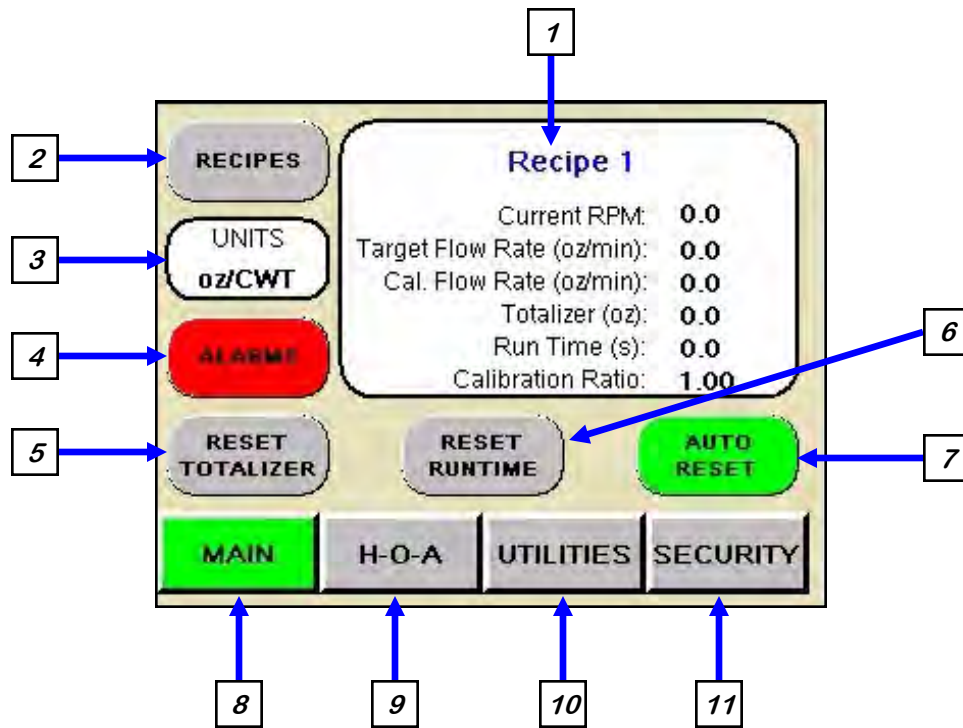 1
2
RECIPES
Recipe 1
Current RPM: 0.0
3
UNITS
oz/CWT
Target Flow Rate (oz/min): 0.0
Cal. Flow Rate (oz/min): 0.0
Totalizer (oz): 0.0
4
ALARMS
Run Time (s): 0.0
Calibration Ratio: 1.00
6
5
RESET
TOTALIZER
RESET
RUNTIME
AUTO
RESET
7
MAIN H-O-A UTILITIES SECURITY
8 9 10 11